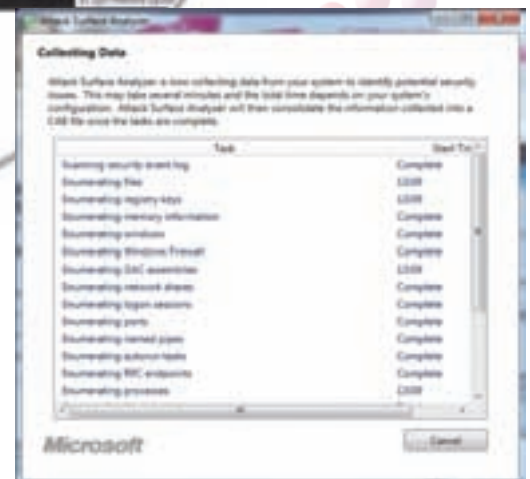 Attack Surface Analyzer
Collecting Data
Attack Surface Analyzer is now collecting data from your system to identify potential security
issues. This may take several minutes and the total time depends on your system's
configuration. Attack Surface Analyzer will then consolidate the information collected into a
CAB file once the tasks are complete.
Task Start Tim
Scanning security event log Complete
Enumerating files
Enumerating registry keys
Enumerating memory information Complete
Enumerating windows Complete
Enumerating Windows Firewall Complete
Enumerating GAC assemblies
Enumerating network shares Complete
Enumerating logon sessions Complete
Enumerating ports Complete
Enumerating named pipes Complete
Enumerating autorun tasks Complete
Enumerating RPC endpoints Complete
Enumerating processes
Microsoft
Cancel